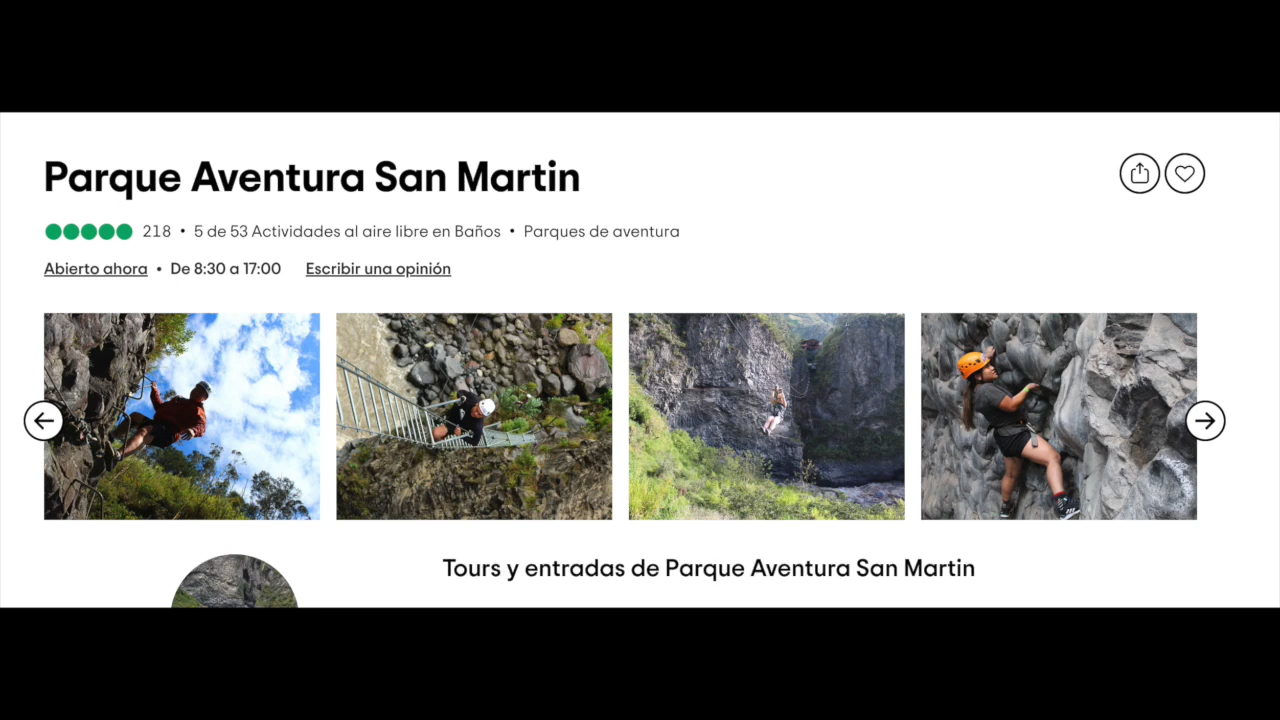 Parque Aventura San Martin
218 • 5 de 53 Actividades al aire libre en Baños • Parques de aventura
Abierto ahora • De 8:30 a 17:00 Escribir una opinión
Tours y entradas de Parque Aventura San Martin